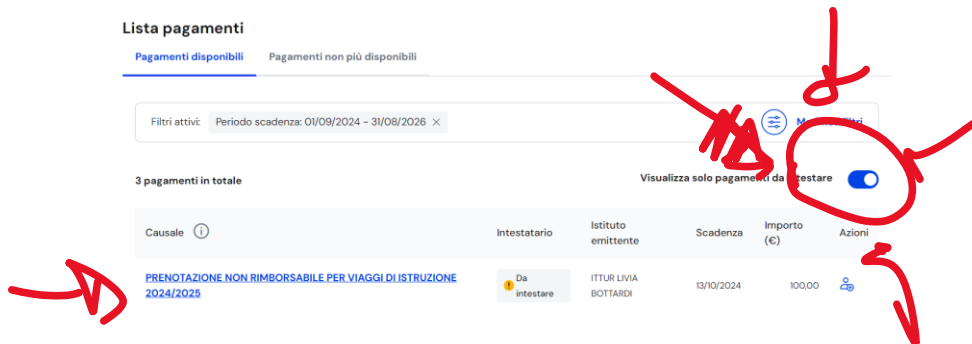 Lista pagamenti
Pagamenti disponibili Pagamenti non più disponibili
Filtri attivi: Periodo scadenza: 01/09/2024 - 31/08/2026 ×
3 pagamenti in totale Visualizza solo pagamenti da intestare
Causale Intestatario Istituto emittente Scadenza Importo (€) Azioni
PRENOTAZIONE NON RIMBORSABILE PER VIAGGI DI ISTRUZIONE
2024/2025
Da
intestare
ITTUR LIVIA
BOTTARDI
13/10/2024 100,00